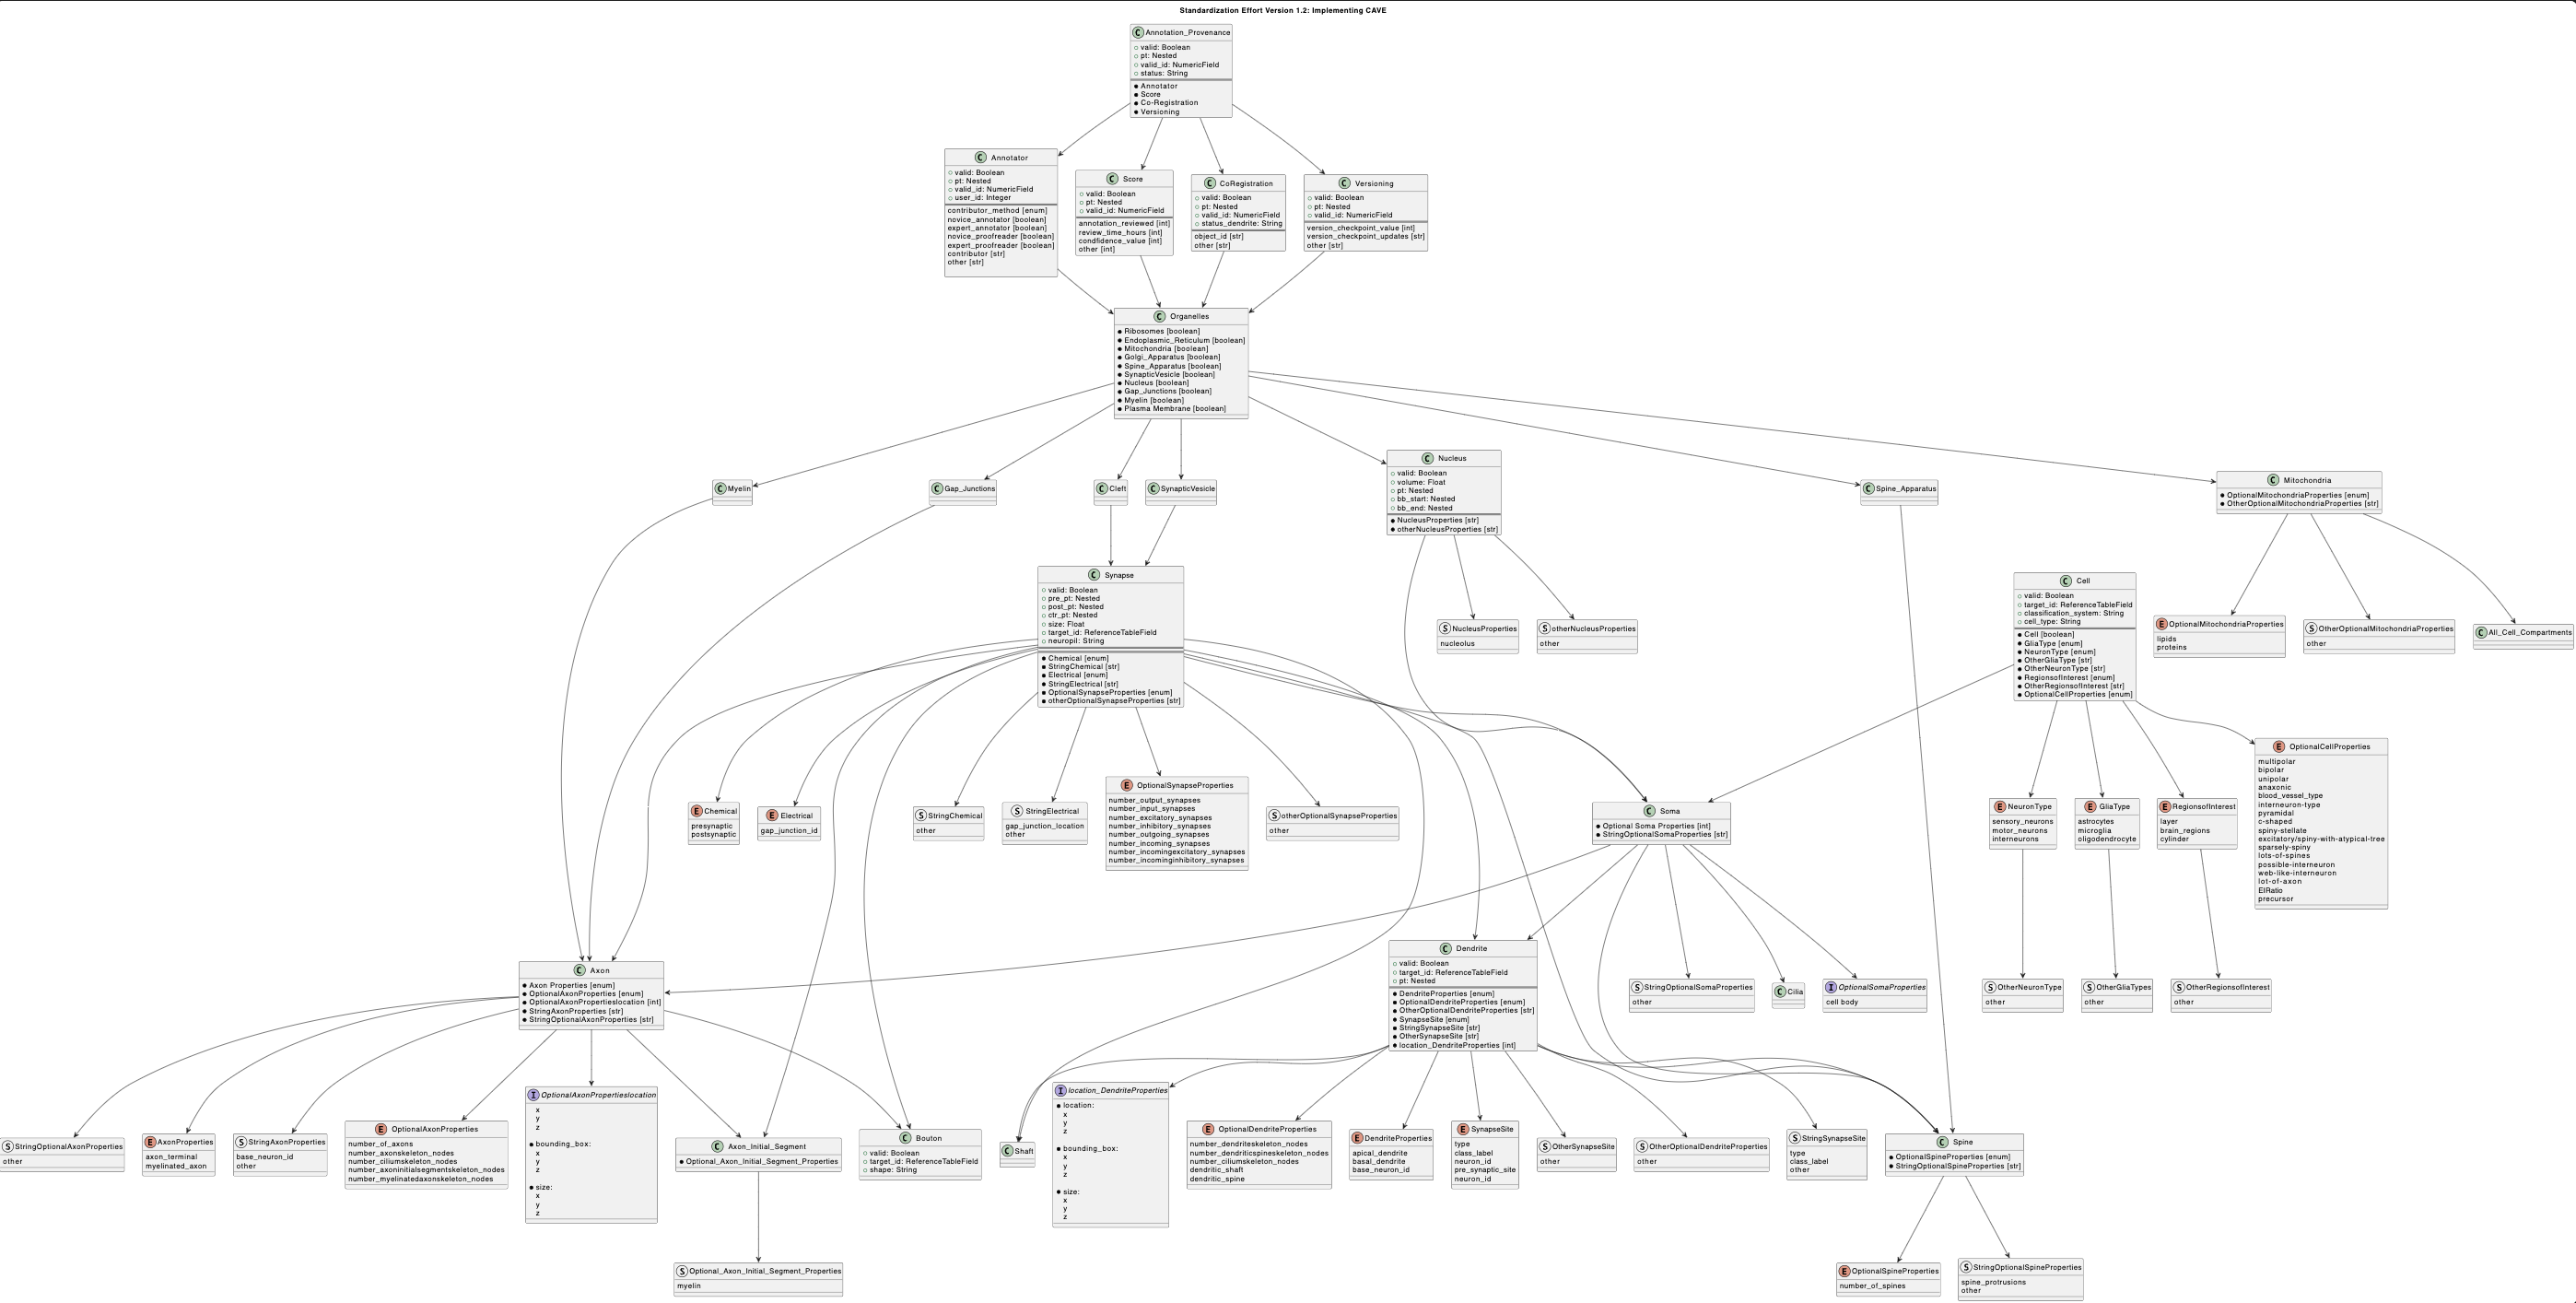 Standardization Effort Version 1.2: Implementing CAVE
C Annotation_Provenance
valid: Boolean
pt: Nested
valid_id: NumericField
status: String
Annotator
Score
Co-Registration
Versioning
C Annotator
valid: Boolean
pt: Nested
valid_id: NumericField
user_id: Integer
contributor_method [enum]
novice_annotator [boolean]
expert_annotator [boolean]
novice_proofreader [boolean]
expert_proofreader [boolean]
contributor [str]
other [str]
C Score
valid: Boolean
pt: Nested
valid_id: NumericField
annotation_reviewed [int]
review_time_hours [int]
condfidence_value [int]
other [int]
C CoRegistration
valid: Boolean
pt: Nested
valid_id: NumericField
status_dendrite: String
object_id [str]
other [str]
C Versioning
valid: Boolean
pt: Nested
valid_id: NumericField
version_checkpoint_value [int]
version_checkpoint_updates [str]
other [str]
C Organelles
Ribosomes [boolean]
Endoplasmic_Reticulum [boolean]
Mitochondria [boolean]
Golgi_Apparatus [boolean]
Spine_Apparatus [boolean]
SynapticVesicle [boolean]
Nucleus [boolean]
Gap_Junctions [boolean]
Myelin [boolean]
Plasma Membrane [boolean]
C Myelin
C Gap_Junctions
C Cleft
C SynapticVesicle
C Nucleus
valid: Boolean
volume: Float
pt: Nested
bb_start: Nested
bb_end: Nested
NucleusProperties [str]
otherNucleusProperties [str]
C Spine_Apparatus
C Mitochondria
OptionalMitochondriaProperties [enum]
OtherOptionalMitochondriaProperties [str]
C Synapse
valid: Boolean
pre_pt: Nested
post_pt: Nested
ctr_pt: Nested
size: Float
target_id: ReferenceTableField
neuropil: String
Chemical [enum]
StringChemical [str]
Electrical [enum]
StringElectrical [str]
OptionalSynapseProperties [enum]
otherOptionalSynapseProperties [str]
S NucleusProperties
nucleolus
S otherNucleusProperties
other
C Cell
valid: Boolean
target_id: ReferenceTableField
classification_system: String
cell_type: String
Cell [boolean]
GliaType [enum]
NeuronType [enum]
OtherGliaType [str]
OtherNeuronType [str]
RegionsofInterest [enum]
OtherRegionsofInterest [str]
OptionalCellProperties [enum]
E OptionalMitochondriaProperties
lipids
proteins
S OtherOptionalMitochondriaProperties
other
C All_Cell_Compartments
E Chemical
presynaptic
postsynaptic
E Electrical
gap_junction_id
S StringChemical
other
S StringElectrical
gap_junction_location
other
E OptionalSynapseProperties
number_output_synapses
number_input_synapses
number_excitatory_synapses
number_inhibitory_synapses
number_outgoing_synapses
number_incoming_synapses
number_incomingexcitatory_synapses
number_incominginhibitory_synapses
S otherOptionalSynapseProperties
other
C Soma
Optional Soma Properties [int]
StringOptionalSomaProperties [str]
E NeuronType
sensory_neurons
motor_neurons
interneurons
E GliaType
astrocytes
microglia
oligodendrocyte
E RegionsofInterest
layer
brain_regions
cylinder
E OptionalCellProperties
multipolar
bipolar
unipolar
anaxonic
blood_vessel_type
interneuron-type
pyramidal
c-shaped
spiny-stellate
excitatory/spiny-with-atypical-tree
sparsely-spiny
lots-of-spines
possible-interneuron
web-like-interneuron
lot-of-axon
EIRatio
precursor
C Axon
Axon Properties [enum]
OptionalAxonProperties [enum]
OptionalAxonPropertieslocation [int]
StringAxonProperties [str]
StringOptionalAxonProperties [str]
C Dendrite
valid: Boolean
target_id: ReferenceTableField
pt: Nested
DendriteProperties [enum]
OptionalDendriteProperties [enum]
OtherOptionalDendriteProperties [str]
SynapseSite [enum]
StringSynapseSite [str]
OtherSynapseSite [str]
location_DendriteProperties [int]
S StringOptionalSomaProperties
other
C Cilia
I OptionalSomaProperties
cell body
S OtherNeuronType
other
S OtherGliaTypes
other
S OtherRegionsofInterest
other
S StringOptionalAxonProperties
other
E AxonProperties
axon_terminal
myelinated_axon
S StringAxonProperties
base_neuron_id
other
E OptionalAxonProperties
number_of_axons
number_axonskeleton_nodes
number_ciliumskeleton_nodes
number_axoninitialsegmentskeleton_nodes
number_myelinatedaxonskeleton_nodes
I OptionalAxonPropertieslocation
x
y
z
bounding_box:
x
y
z
size:
x
y
z
C Axon_Initial_Segment
Optional_Axon_Initial_Segment_Properties
C Bouton
valid: Boolean
target_id: ReferenceTableField
shape: String
C Shaft
I location_DendriteProperties
location:
x
y
z
bounding_box:
x
y
z
size:
x
y
z
E OptionalDendriteProperties
number_dendriteskeleton_nodes
number_dendriticspineskeleton_nodes
number_ciliumskeleton_nodes
dendritic_shaft
dendritic_spine
E DendriteProperties
apical_dendrite
basal_dendrite
base_neuron_id
E SynapseSite
type
class_label
neuron_id
pre_synaptic_site
neuron_id
S OtherSynapseSite
other
S OtherOptionalDendriteProperties
other
S StringSynapseSite
type
class_label
other
C Spine
OptionalSpineProperties [enum]
StringOptionalSpineProperties [str]
S Optional_Axon_Initial_Segment_Properties
myelin
E OptionalSpineProperties
number_of_spines
S StringOptionalSpineProperties
spine_protrusions
other